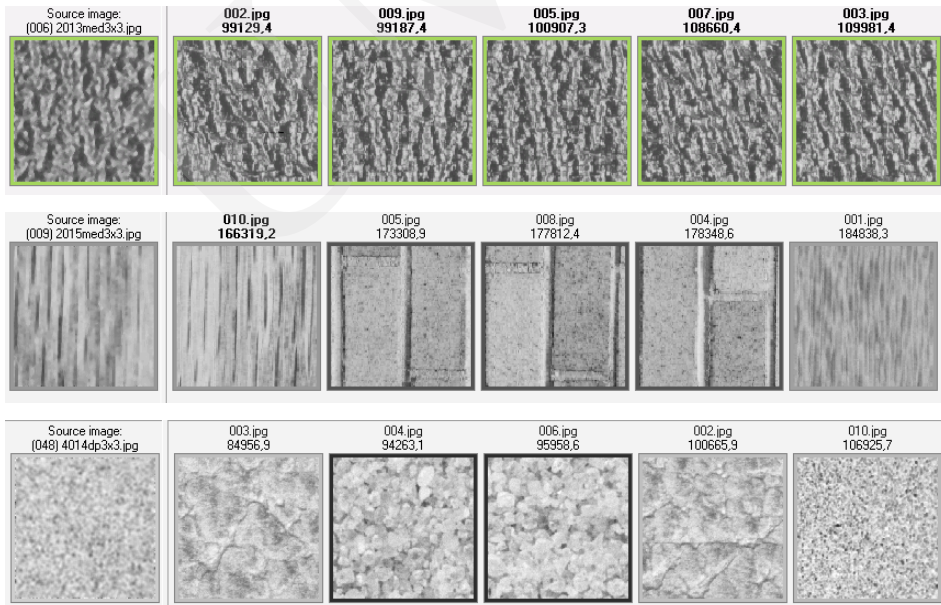 Source image:
(006) 2013med3x3.jpg
002.jpg
99129,4
009.jpg
99187,4
005.jpg
100907,3
007.jpg
108660,4
003.jpg
109981,4
Source image:
(009) 2015med3x3.jpg
010.jpg
166319,2
005.jpg
173308,9
008.jpg
177812,4
004.jpg
178348,6
001.jpg
184838,3
Source image:
(048) 4014dp3x3.jpg
003.jpg
84956,9
004.jpg
94263,1
006.jpg
95958,6
002.jpg
100665,9
010.jpg
106925,7